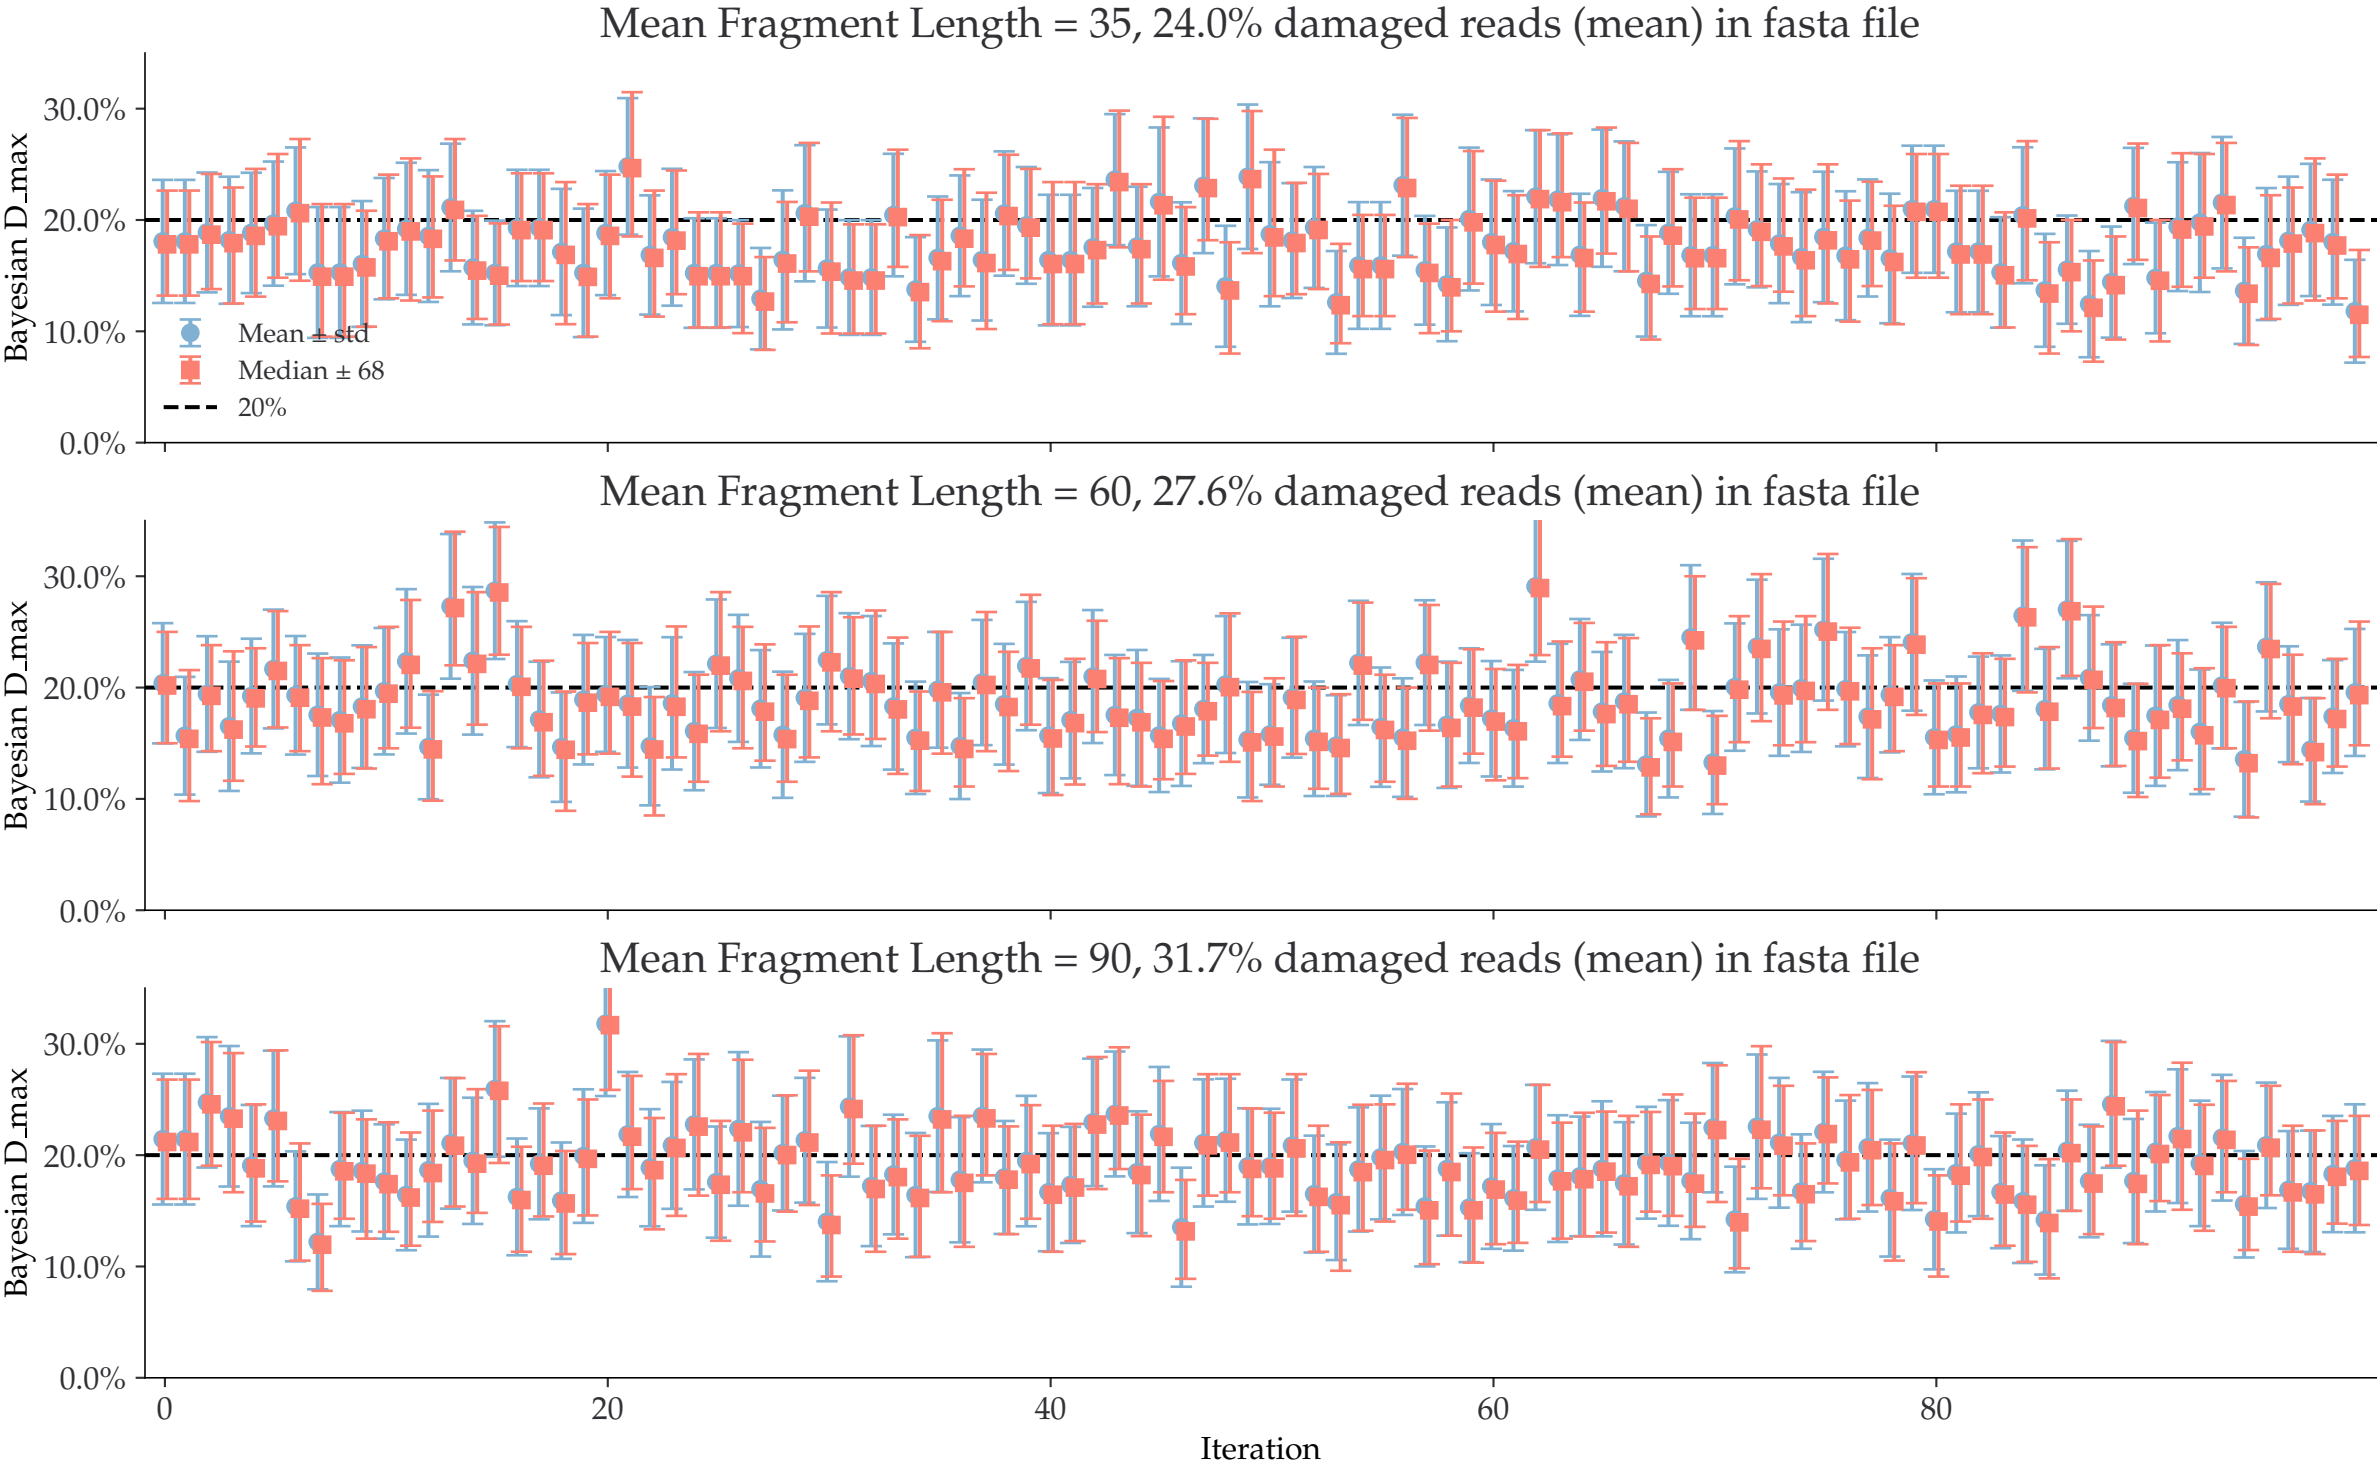 Mean Fragment Length = 35, 24.0% damaged reads (mean) in fasta file
Bayesian D_max
30.0%
20.0%
10.0%
0.0%
Mean ± std
Median ± 68
20%
Mean Fragment Length = 60, 27.6% damaged reads (mean) in fasta file
Bayesian D_max
30.0%
20.0%
10.0%
0.0%
Mean Fragment Length = 90, 31.7% damaged reads (mean) in fasta file
Bayesian D_max
30.0%
20.0%
10.0%
0.0%
0 20 40 60 80
Iteration